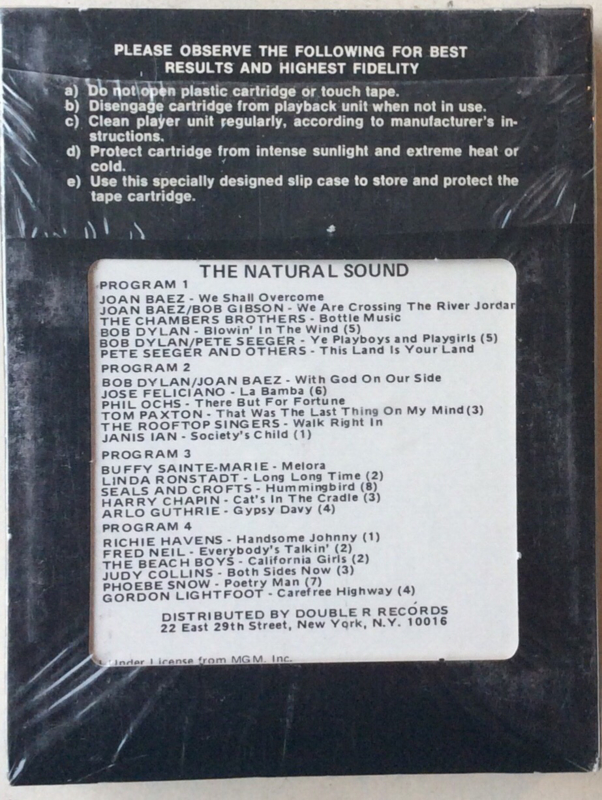 PLEASE OBSERVE THE FOLLOWING FOR BEST
RESULTS AND HIGHEST FIDELITY
a) Do not open plastic cartridge or touch tape.
b) Disengage cartridge from playback unit when not in use.
c) Clean player unit regularly, according to manufacturer's in-
structions.
d) Protect cartridge from intense sunlight and extreme heat or
cold.
e) Use this specially designed slip case to store and protect the
tape cartridge.
THE NATURAL SOUND
PROGRAM 1
JOAN BAEZ - We Shall Overcome
JOAN BAEZ/BOB GIBSON - We Are Crossing The River Jordan
THE CHAMBERS BROTHERS - Bottle Music
BOB DYLAN - Blowin' In The Wind (5)
BOB DYLAN/PETE SEEGER - Ye Playboys and Playgirls (5)
PETE SEEGER AND OTHERS - This Land Is Your Land
PROGRAM 2
BOB DYLAN/JOAN BAEZ - With God On Our Side
JOSE FELICIANO - La Bamba (6)
PHIL OCHS - There But For Fortune
TOM PAXTON - That Was The Last Thing On My Mind (3)
THE ROOFTOP SINGERS - Walk Right In
JANIS IAN - Society's Child (1)
PROGRAM 3
BUFFY SAINTE-MARIE - Melora
LINDA RONSTADT - Long Long Time (2)
SEALS AND CROFTS - Hummingbird (8)
HARRY CHAPIN - Cat's In The Cradle (3)
ARLO GUTHRIE - Gypsy Davy (4)
PROGRAM 4
RICHIE HAVENS - Handsome Johnny (1)
FRED NEIL - Everybody's Talkin' (2)
THE BEACH BOYS - California Girls (2)
JUDY COLLINS - Both Sides Now (3)
PHOEBE SNOW - Poetry Man (7)
GORDON LIGHTFOOT - Carefree Highway (4)
DISTRIBUTED BY DOUBLE R RECORDS
22 East 29th Street, New York, N.Y. 10016
Under License from MGM, Inc.